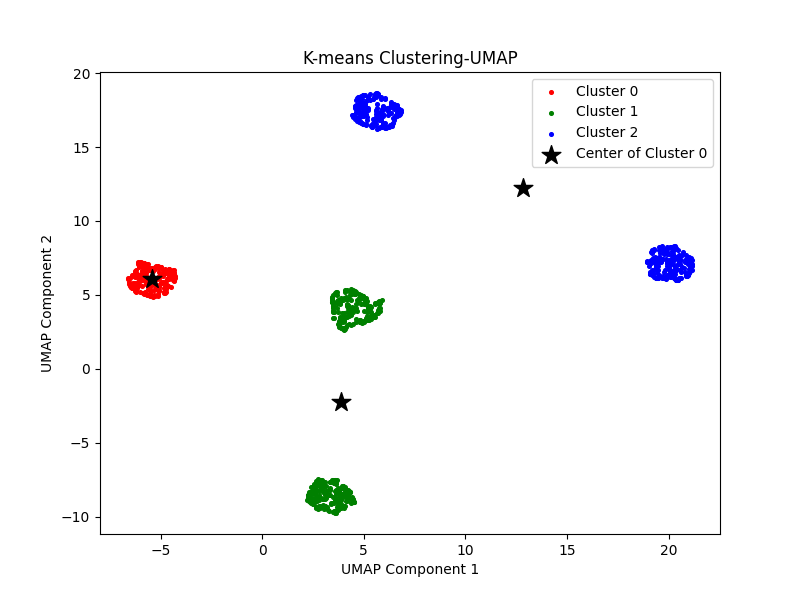 K-means Clustering-UMAP
Cluster 0
Cluster 1
Cluster 2
Center of Cluster 0
UMAP Component 2
20
15
10
5
0
−5
−10
−5
0
5
10
15
20
UMAP Component 1